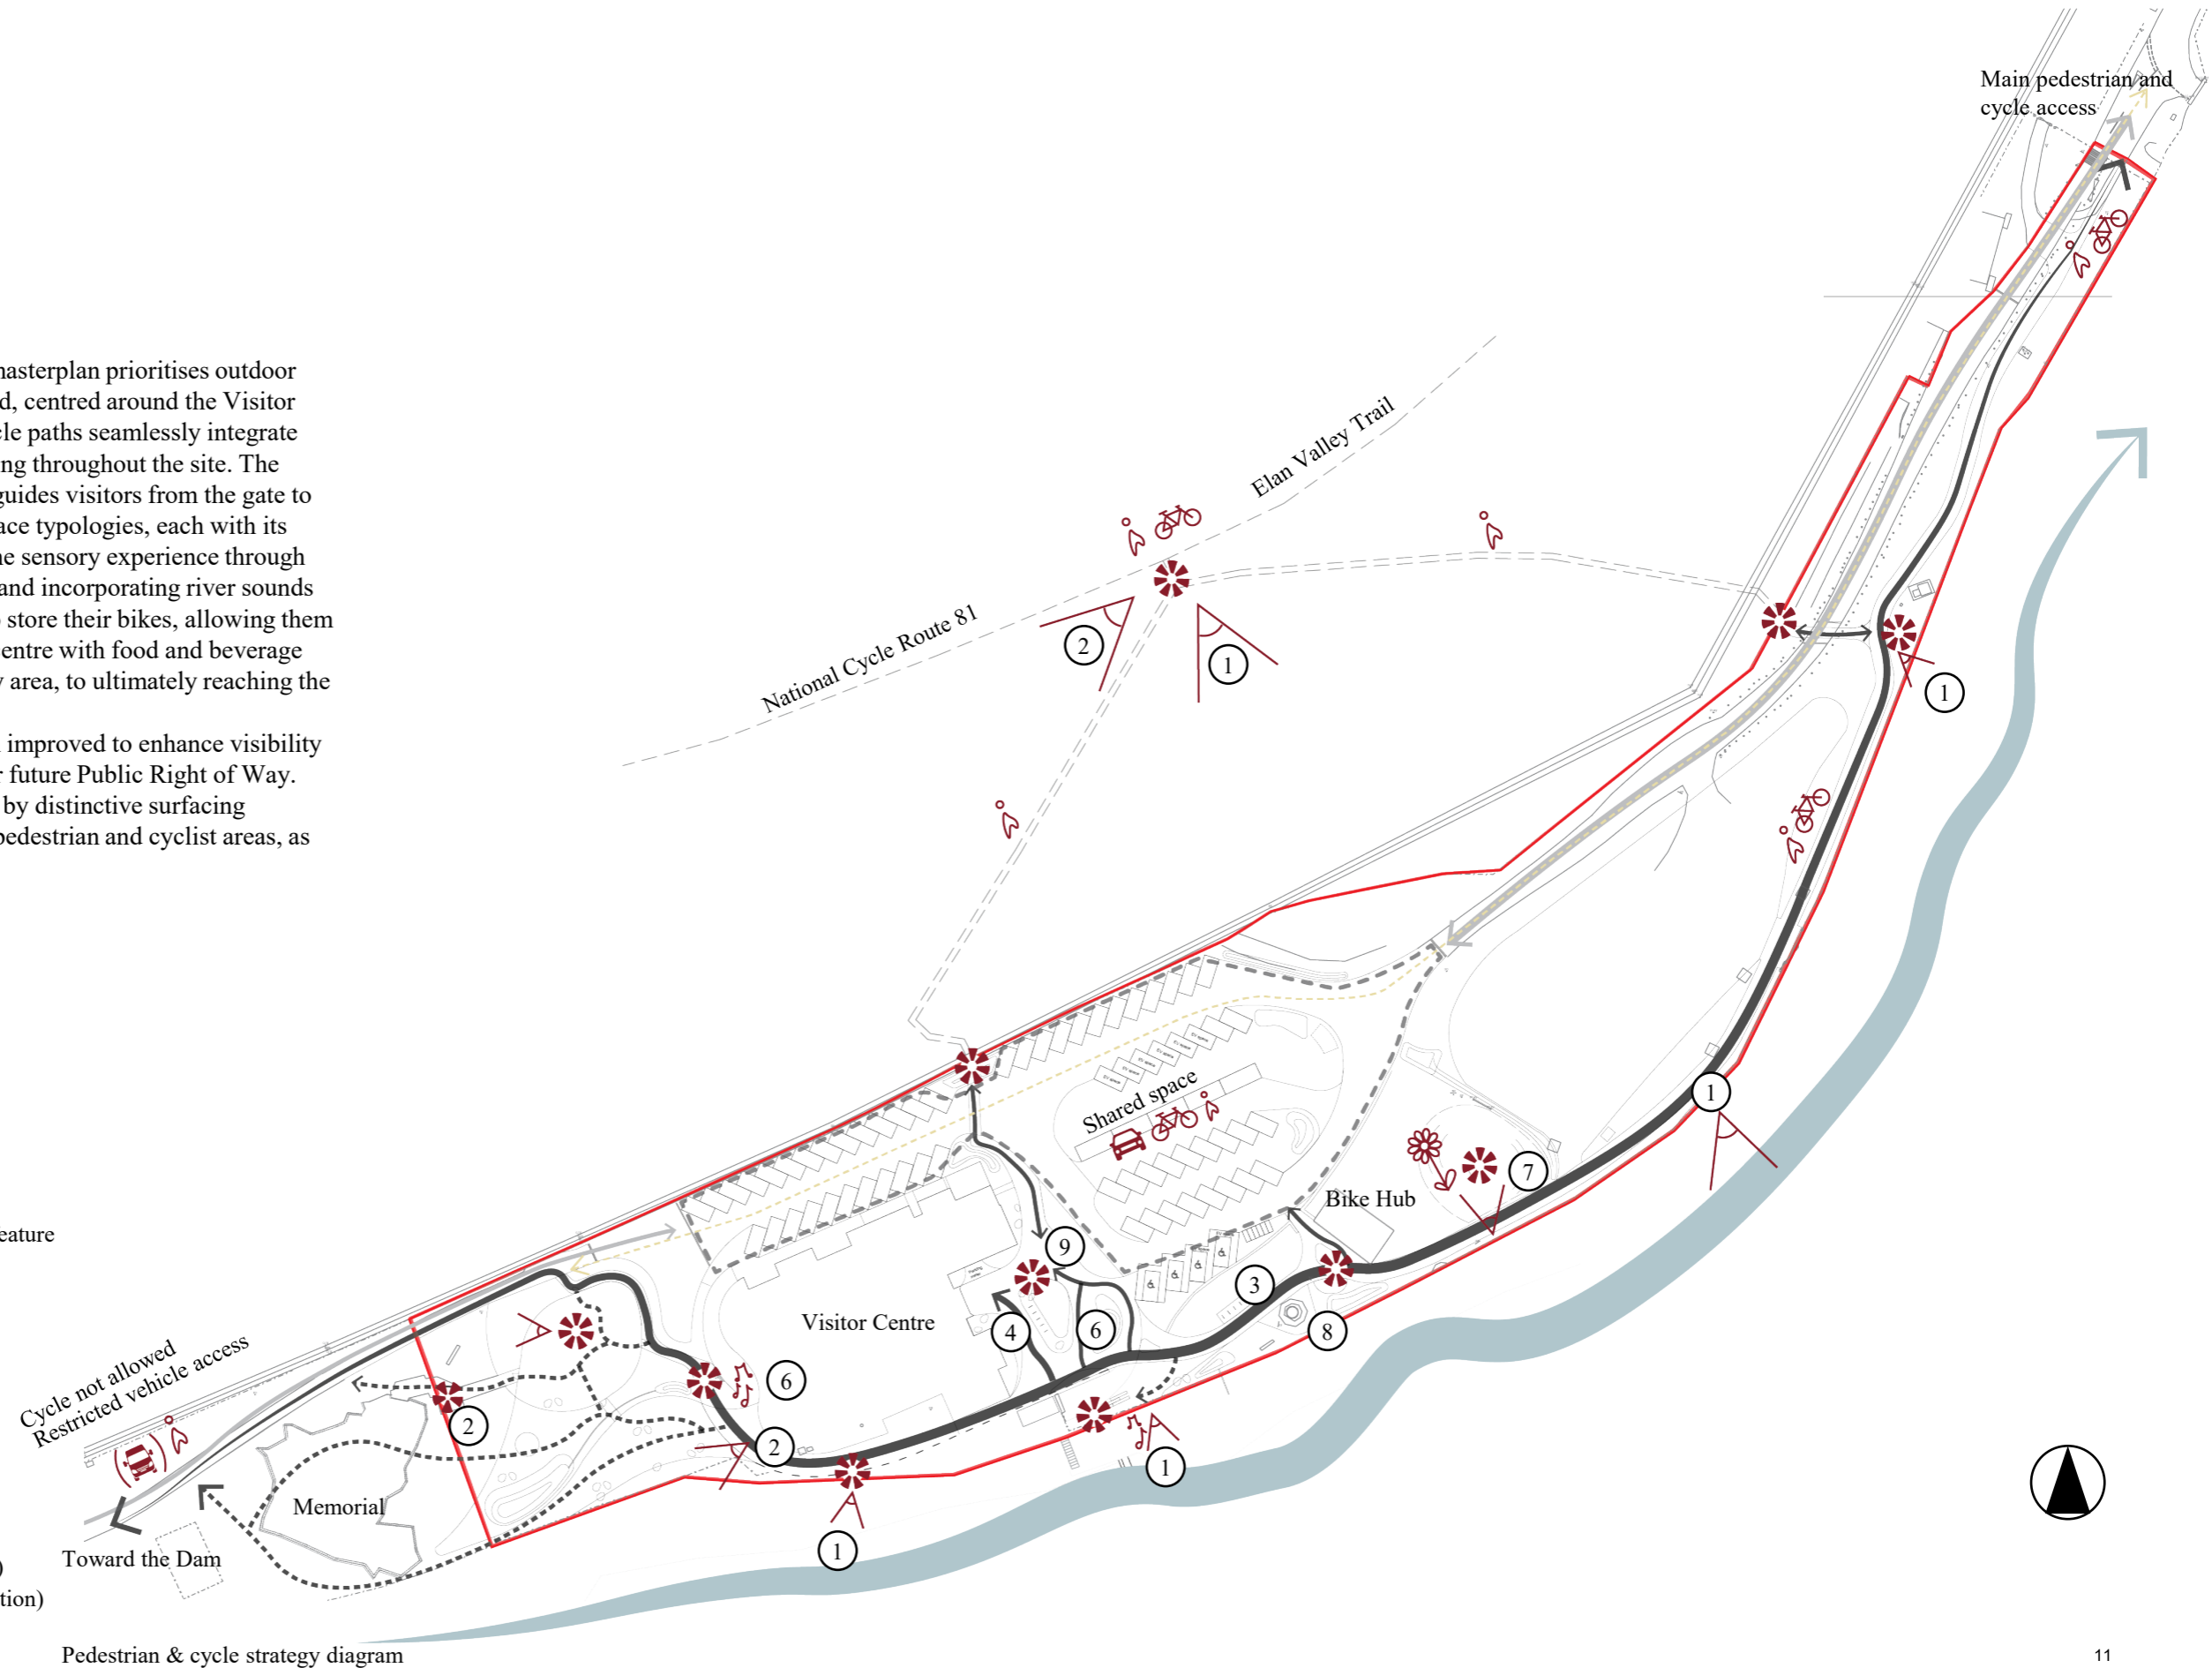 Main pedestrian and
cycle access
asterplan prioritises outdoor
d, centred around the Visitor
cle paths seamlessly integrate
ng throughout the site. The
guides visitors from the gate to
ace typologies, each with its
ne sensory experience through
and incorporating river sounds
store their bikes, allowing them
entre with food and beverage
area, to ultimately reaching the
improved to enhance visibility
future Public Right of Way.
by distinctive surfacing
pedestrian and cyclist areas, as
Elan Valley Trail
National Cycle Route 81
2
1
1
Shared space
1
7
Bike Hub
9
3
eature
Visitor Centre
4
6
8
Cycle not allowed
Restricted vehicle access
6
2
2
1
Memorial
1
Toward the Dam
)
tion)
Pedestrian & cycle strategy diagram
11